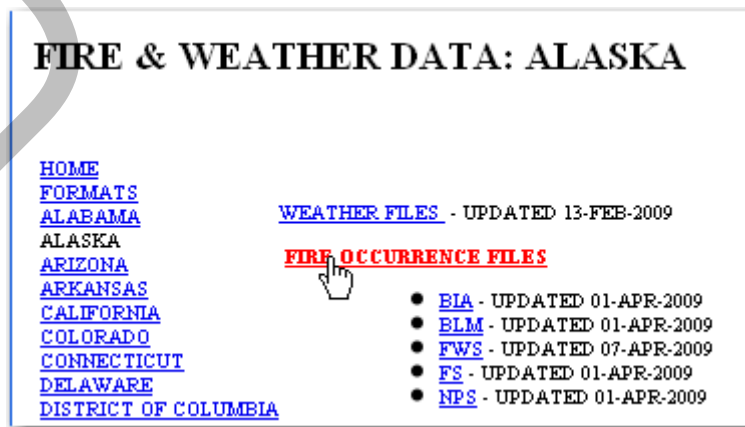 FIRE & WEATHER DATA: ALASKA
HOME
FORMATS
ALABAMA
ALASKA
ARIZONA
ARKANSAS
CALIFORNIA
COLORADO
CONNECTICUT
DELAWARE
DISTRICT OF COLUMBIA
WEATHER FILES - UPDATED 13-FEB-2009
FIRE OCCURRENCE FILES
BIA - UPDATED 01-APR-2009
BLM - UPDATED 01-APR-2009
FWS - UPDATED 07-APR-2009
FS - UPDATED 01-APR-2009
NPS - UPDATED 01-APR-2009